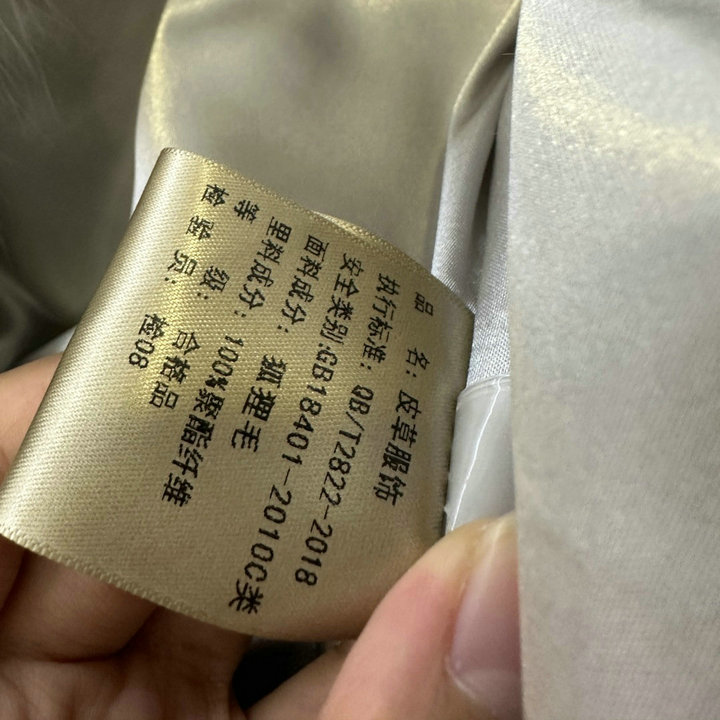 品 名: 皮草服饰
执行标准: QB/T2822-2018
安全类别:GB18401-2010C类
面料成分: 狐狸毛
里料成分: 100%聚酯纤维
等 级: 合格品
检 验 员: 检08